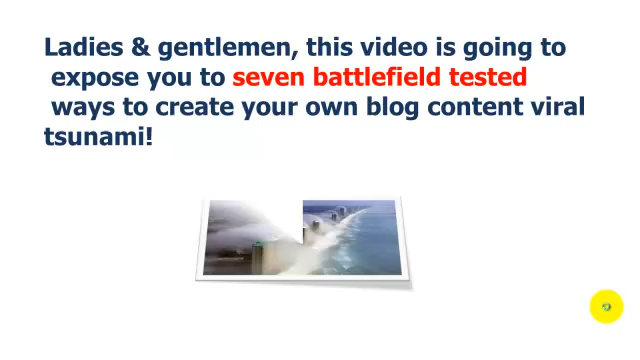 Ladies & gentlemen, this video is going to
expose you to seven battlefield tested
ways to create your own blog content viral
tsunami!